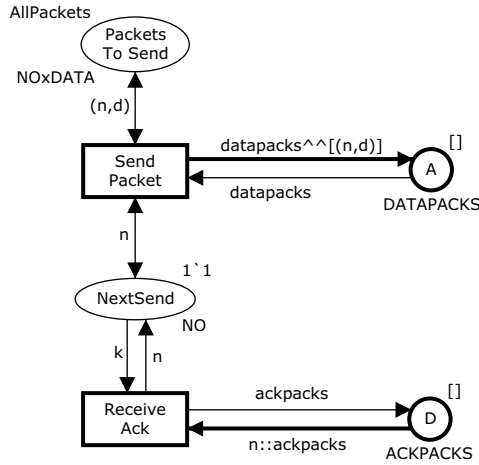 AllPackets
Packets
To Send
NOxDATA
(n,d)
Send
Packet
datapacks^^[(n,d)]
datapacks
[]
A
DATAPACKS
n
1`1
NextSend
NO
k
n
Receive
Ack
ackpacks
n::ackpacks
[]
D
ACKPACKS